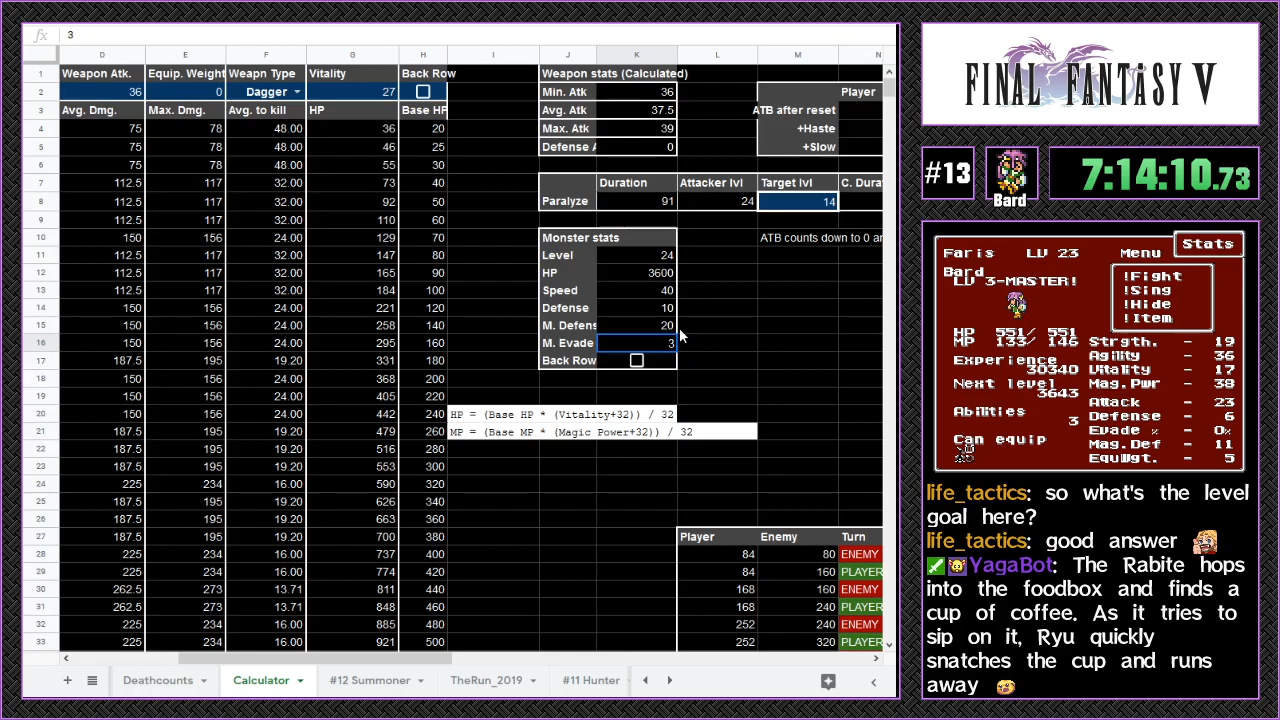 fx 3
D E F G H I J K L M N
1 Weapon Atk. Equip. Weight Weapn Type Vitality Back Row Weapon stats (Calculated)
2 36 0 Dagger 27 Min. Atk 36 Player
3 Avg. Dmg. Max. Dmg. Avg. to kill HP Base HP Avg. Atk 37.5 ATB after reset
4 75 78 48.00 36 20 Max. Atk 39 +Haste
5 75 78 48.00 46 25 Defense 0 +Slow
6 75 78 48.00 55 30
7 112.5 117 32.00 73 40 Duration Attacker lvl Target lvl C. Dura
8 112.5 117 32.00 92 50 Paralyze 91 24 14
9 112.5 117 32.00 110 60
10 150 156 24.00 129 70 Monster stats ATB counts down to 0 ar
11 150 156 24.00 147 80 Level 24
12 112.5 117 32.00 165 90 HP 3600
13 112.5 117 32.00 184 100 Speed 40
14 150 156 24.00 221 120 Defense 10
15 150 156 24.00 258 140 M. Defens 20
16 150 156 24.00 295 160 M. Evade 3
17 187.5 195 19.20 331 180 Back Row
18 150 156 24.00 368 200
19 150 156 24.00 405 220
20 150 156 24.00 442 240 HP = (Base HP * (Vitality+32)) / 32
21 187.5 195 19.20 479 260 MP = (Base MP * (Magic Power+32)) / 32
22 187.5 195 19.20 516 280
23 187.5 195 19.20 553 300
24 225 234 16.00 590 320
25 187.5 195 19.20 626 340
26 187.5 195 19.20 663 360
27 187.5 195 19.20 700 380 Player Enemy Turn
28 225 234 16.00 737 400 84 80 ENEMY
29 225 234 16.00 774 420 84 160 PLAYER
30 262.5 273 13.71 811 440 168 160 ENEMY
31 262.5 273 13.71 848 460 168 240 PLAYER
32 225 234 16.00 885 480 252 240 ENEMY
33 225 234 16.00 921 500 252 320 PLAYER
+ Deathcounts Calculator #12 Summoner TheRun_2019 #11 Hunter
FINAL FANTASY V
#13 Bard 7:14:10.73
Stats
Faris LV 23 Menu
Bard
LV 3-MASTER!
!Fight
!Sing
!Hide
!Item
HP 551/ 551
MP 133/ 146
Experience
30340
Next level
3643
Abilities
3
Can equip
Strgth. - 19
Agility - 36
Vitality - 17
Mag.Pwr - 38
Attack - 23
Defense - 6
Evade % - 0%
Mag.Def - 11
EquWgt. - 5
life_tactics: so what's the level
goal here?
life_tactics: good answer
YagaBot: The Rabite hops
into the foodbox and finds a
cup of coffee. As it tries to
sip on it, Ryu quickly
snatches the cup and runs
away